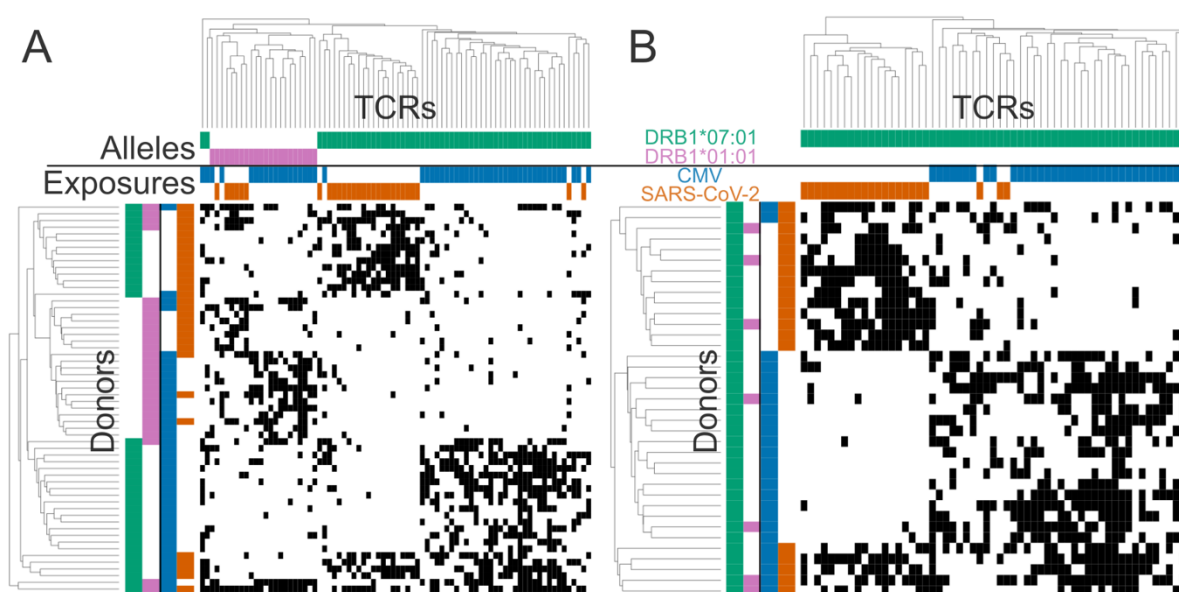 A
B
TCRs
TCRs
Alleles
DRB1*07:01
DRB1*01:01
Exposures
CMV
SARS-CoV-2
Donors
Donors